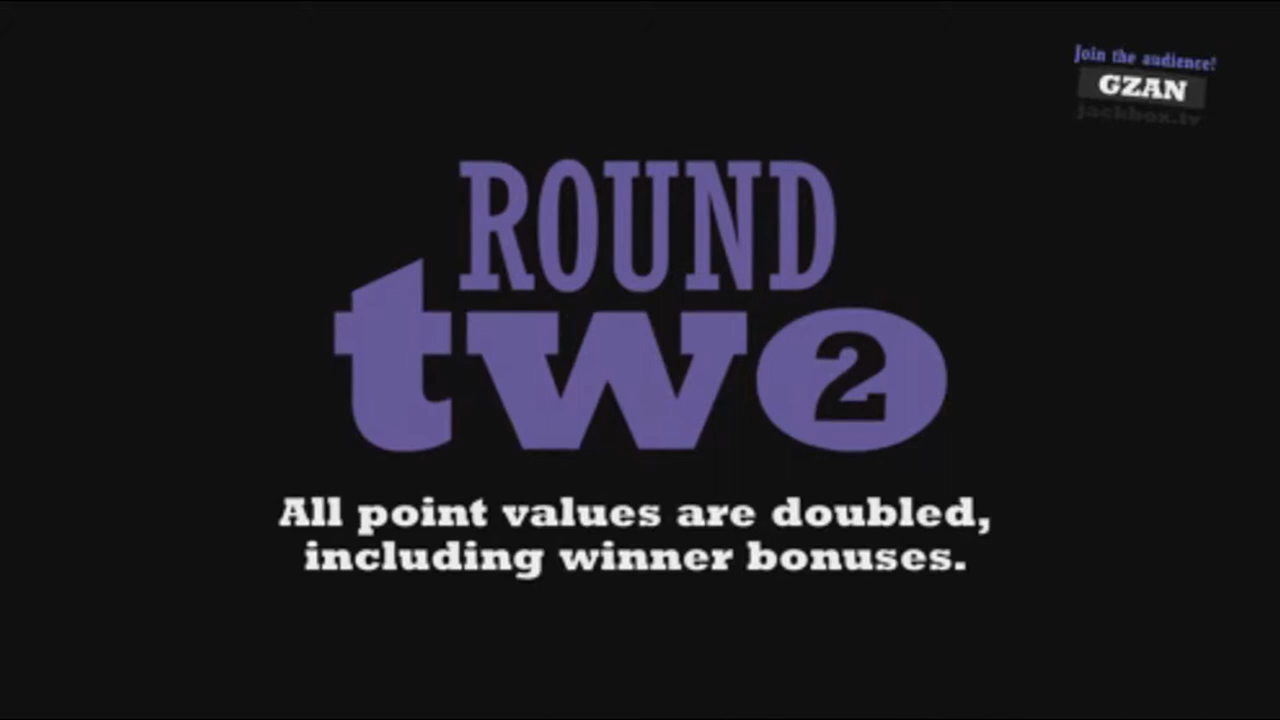 Join the audience!
GZAN
jackbox.tv
ROUND
two
2
All point values are doubled,
including winner bonuses.